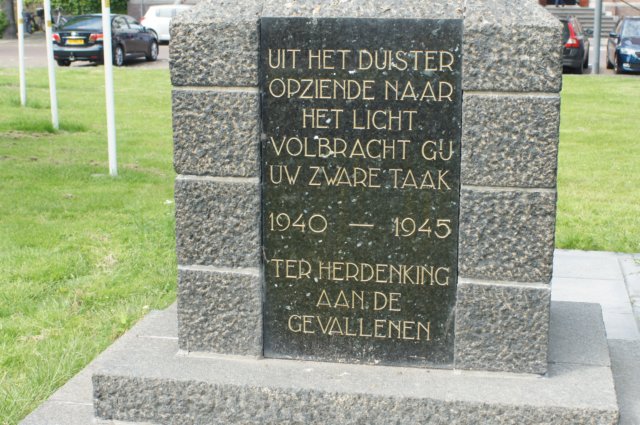 UIT HET DUISTER
OPZIENDE NAAR
HET LICHT
VOLBRACHT GIJ
UW ZWARE TAAK
1940 — 1945
TER HERDENKING
AAN DE
GEVALLENEN